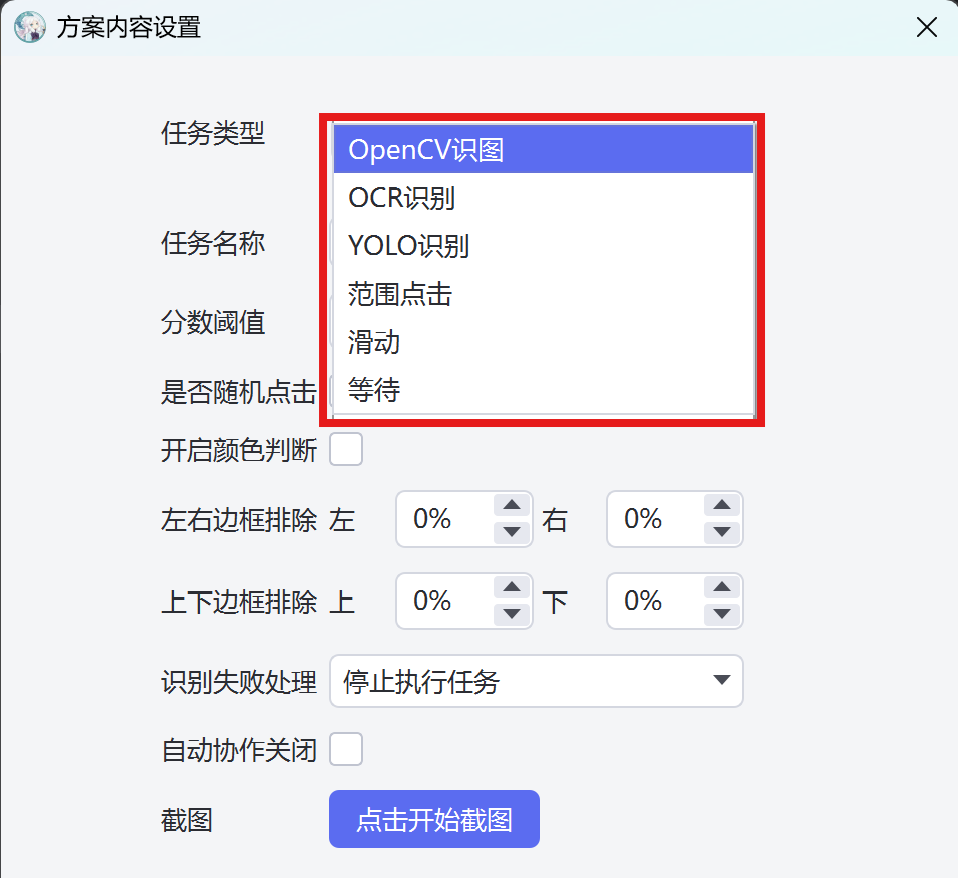 方案内容设置
任务类型
OpenCV识图
OCR识别
YOLO识别
范围点击
滑动
等待
任务名称
分数阈值
是否随机点击
开启颜色判断
左右边框排除 左 0% 右 0%
上下边框排除 上 0% 下 0%
识别失败处理 停止执行任务
自动协作关闭
截图 点击开始截图